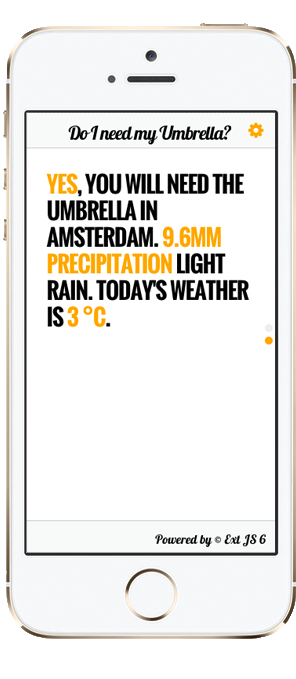 Do I need my Umbrella?
YES, YOU WILL NEED THE
UMBRELLA IN
AMSTERDAM. 9.6MM
PRECIPITATION LIGHT
RAIN. TODAY'S WEATHER
IS 3 °C.
Powered by © Ext JS 6